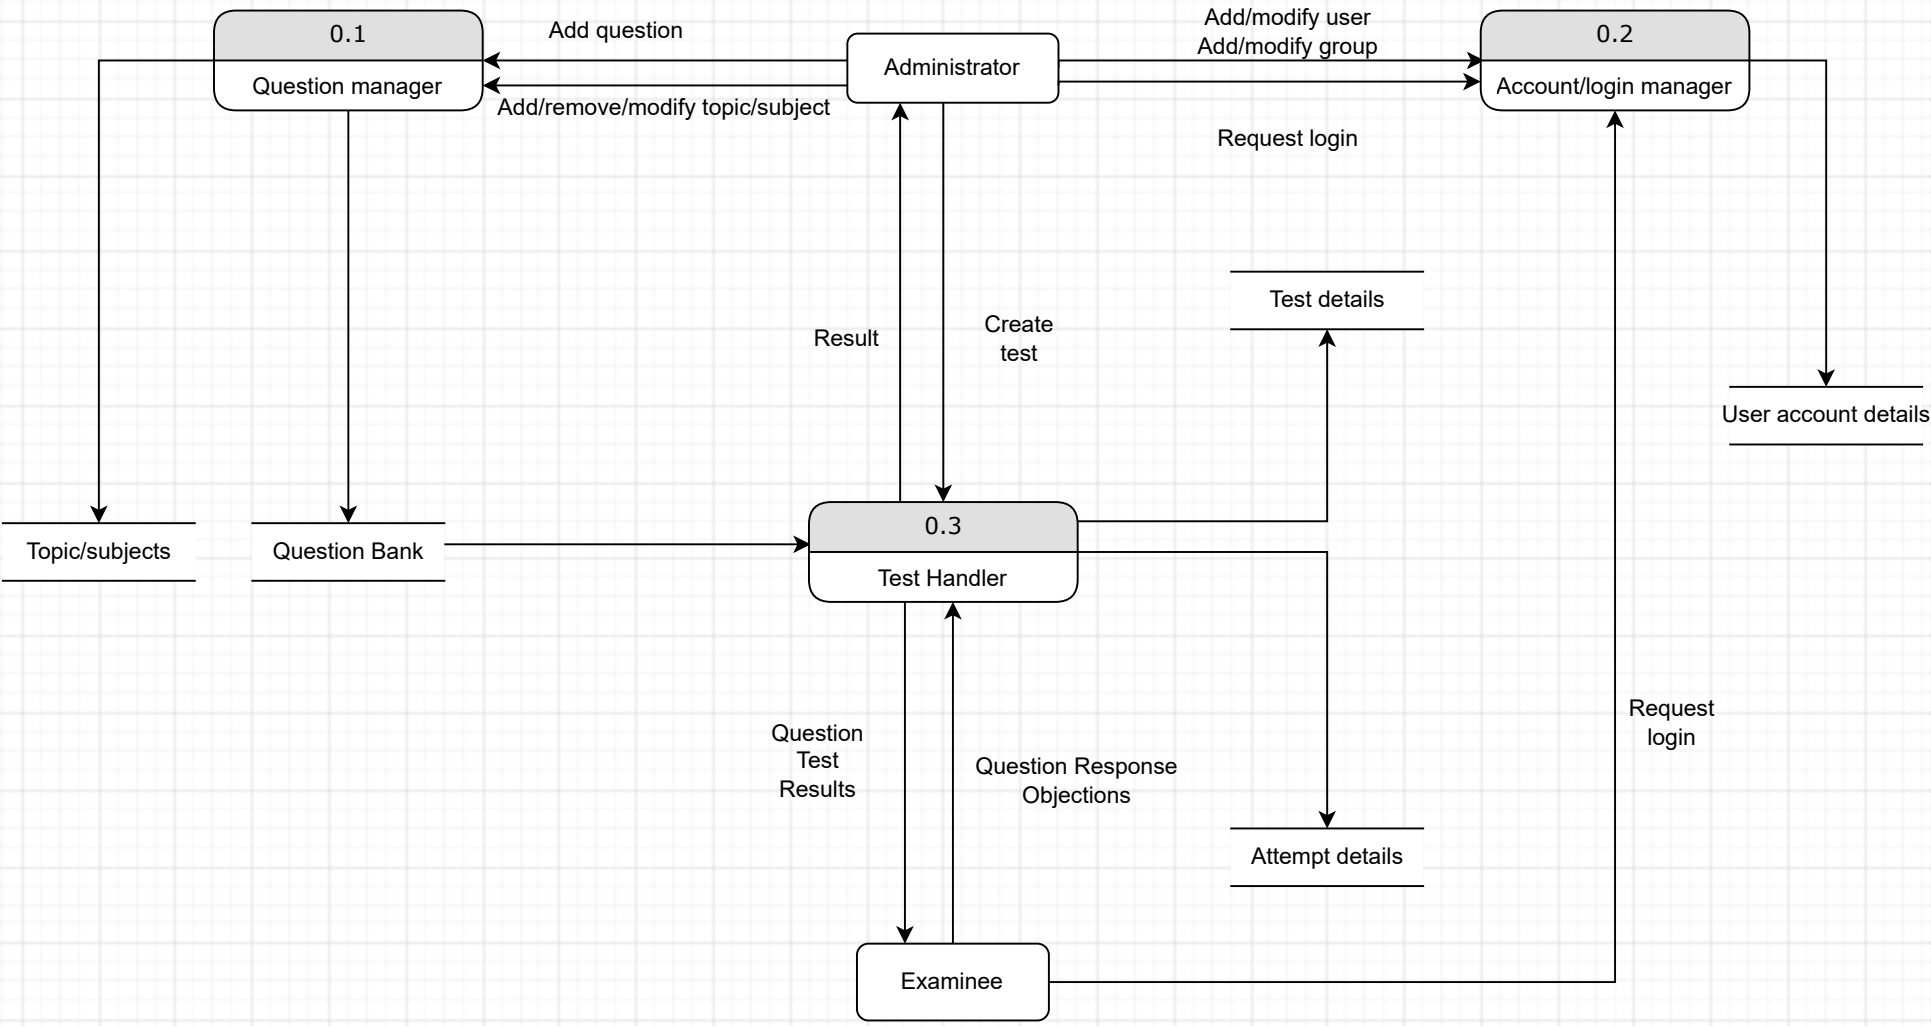 0.1
Question manager
Add question
Add/remove/modify topic/subject
Administrator
Add/modify user
Add/modify group
Request login
0.2
Account/login manager
Result
Create
test
Test details
User account details
Topic/subjects
Question Bank
0.3
Test Handler
Question
Test
Results
Question Response
Objections
Request
login
Attempt details
Examinee